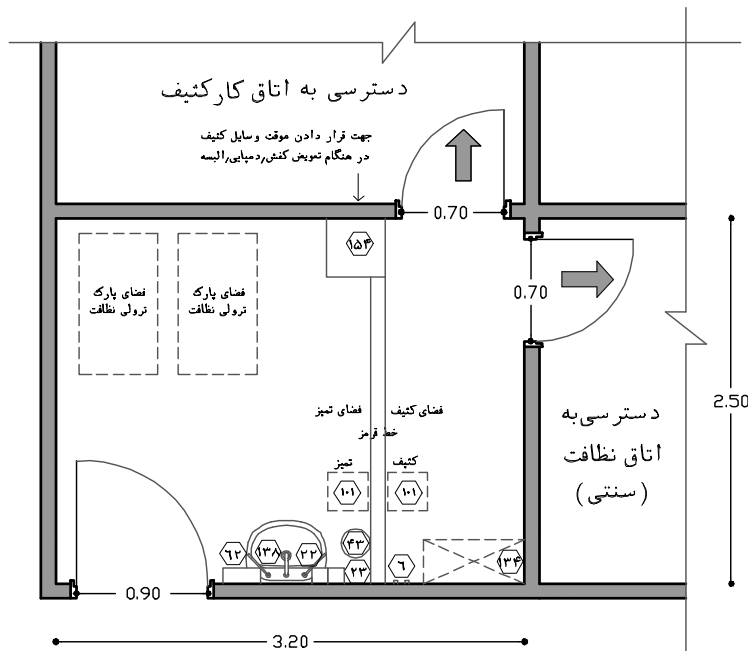 دسترسی به اتاق کارکثیف
جهت قرار دادن موقت وسایل کثیف
در هنگام تعویض کفش,دمپایی,البسه
0.70
۱۵۴
فضای پارک
ترولی نظافت
فضای پارک
ترولی نظافت
0.70
2.50
فضای تمیز
فضای کثیف
خط قرمز
دسترسی‌به
اتاق نظافت
(سنتی)
تمیز
کثیف
۱۰۱
۱۰۱
۶۲
۱۳۸
۲۲
۴۳
۲۳
۶
۱۳۴
0.90
3.20